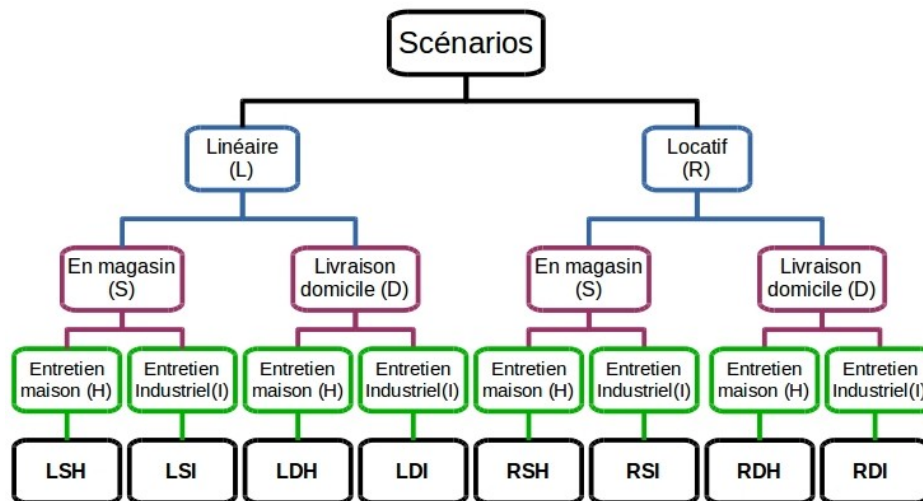 Scénarios
Linéaire
(L)
Locatif
(R)
En magasin
(S)
Livraison
domicile (D)
En magasin
(S)
Livraison
domicile (D)
Entretien
maison (H)
Entretien
Industriel(I)
Entretien
maison (H)
Entretien
Industriel(I)
Entretien
maison (H)
Entretien
Industriel(I)
Entretien
maison (H)
Entretien
Industriel(I)
LSH
LSI
LDH
LDI
RSH
RSI
RDH
RDI